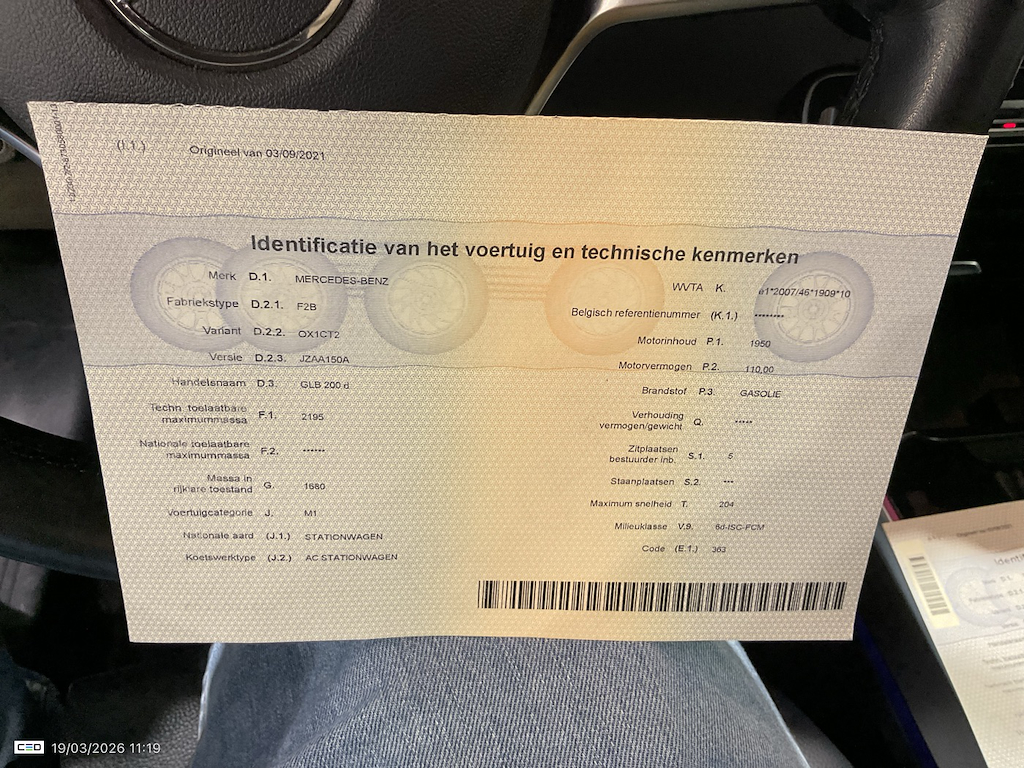 (I.1.) Origineel van 03/09/2021
Identificatie van het voertuig en technische kenmerken
Merk D.1. MERCEDES-BENZ
Fabriekstype D.2.1. F2B
Variant D.2.2. OX1CT2
Versie D.2.3. JZAA150A
Handelsnaam D.3. GLB 200 d
Techn. toelaatbare
maximummassa F.1. 2195
Nationale toelaatbare
maximummassa F.2. ******
Massa in
rijklare toestand G. 1680
Voertuigcategorie J. M1
Nationale aard (J.1.) STATIONWAGEN
Koetswerktype (J.2.) AC STATIONWAGEN
WVTA K. e1*2007/46*1909*10
Belgisch referentienummer (K.1.) ********
Motorinhoud P.1. 1950
Motorvermogen P.2. 110,00
Brandstof P.3. GASOLIE
Verhouding
vermogen/gewicht Q. *****
Zitplaatsen
bestuurder inb. S.1. 5
Staanplaatsen S.2. ***
Maximum snelheid T. 204
Milieuklasse V.9. 6d-ISC-FCM
Code (E.1.) 363
CEO 19/03/2026 11:19